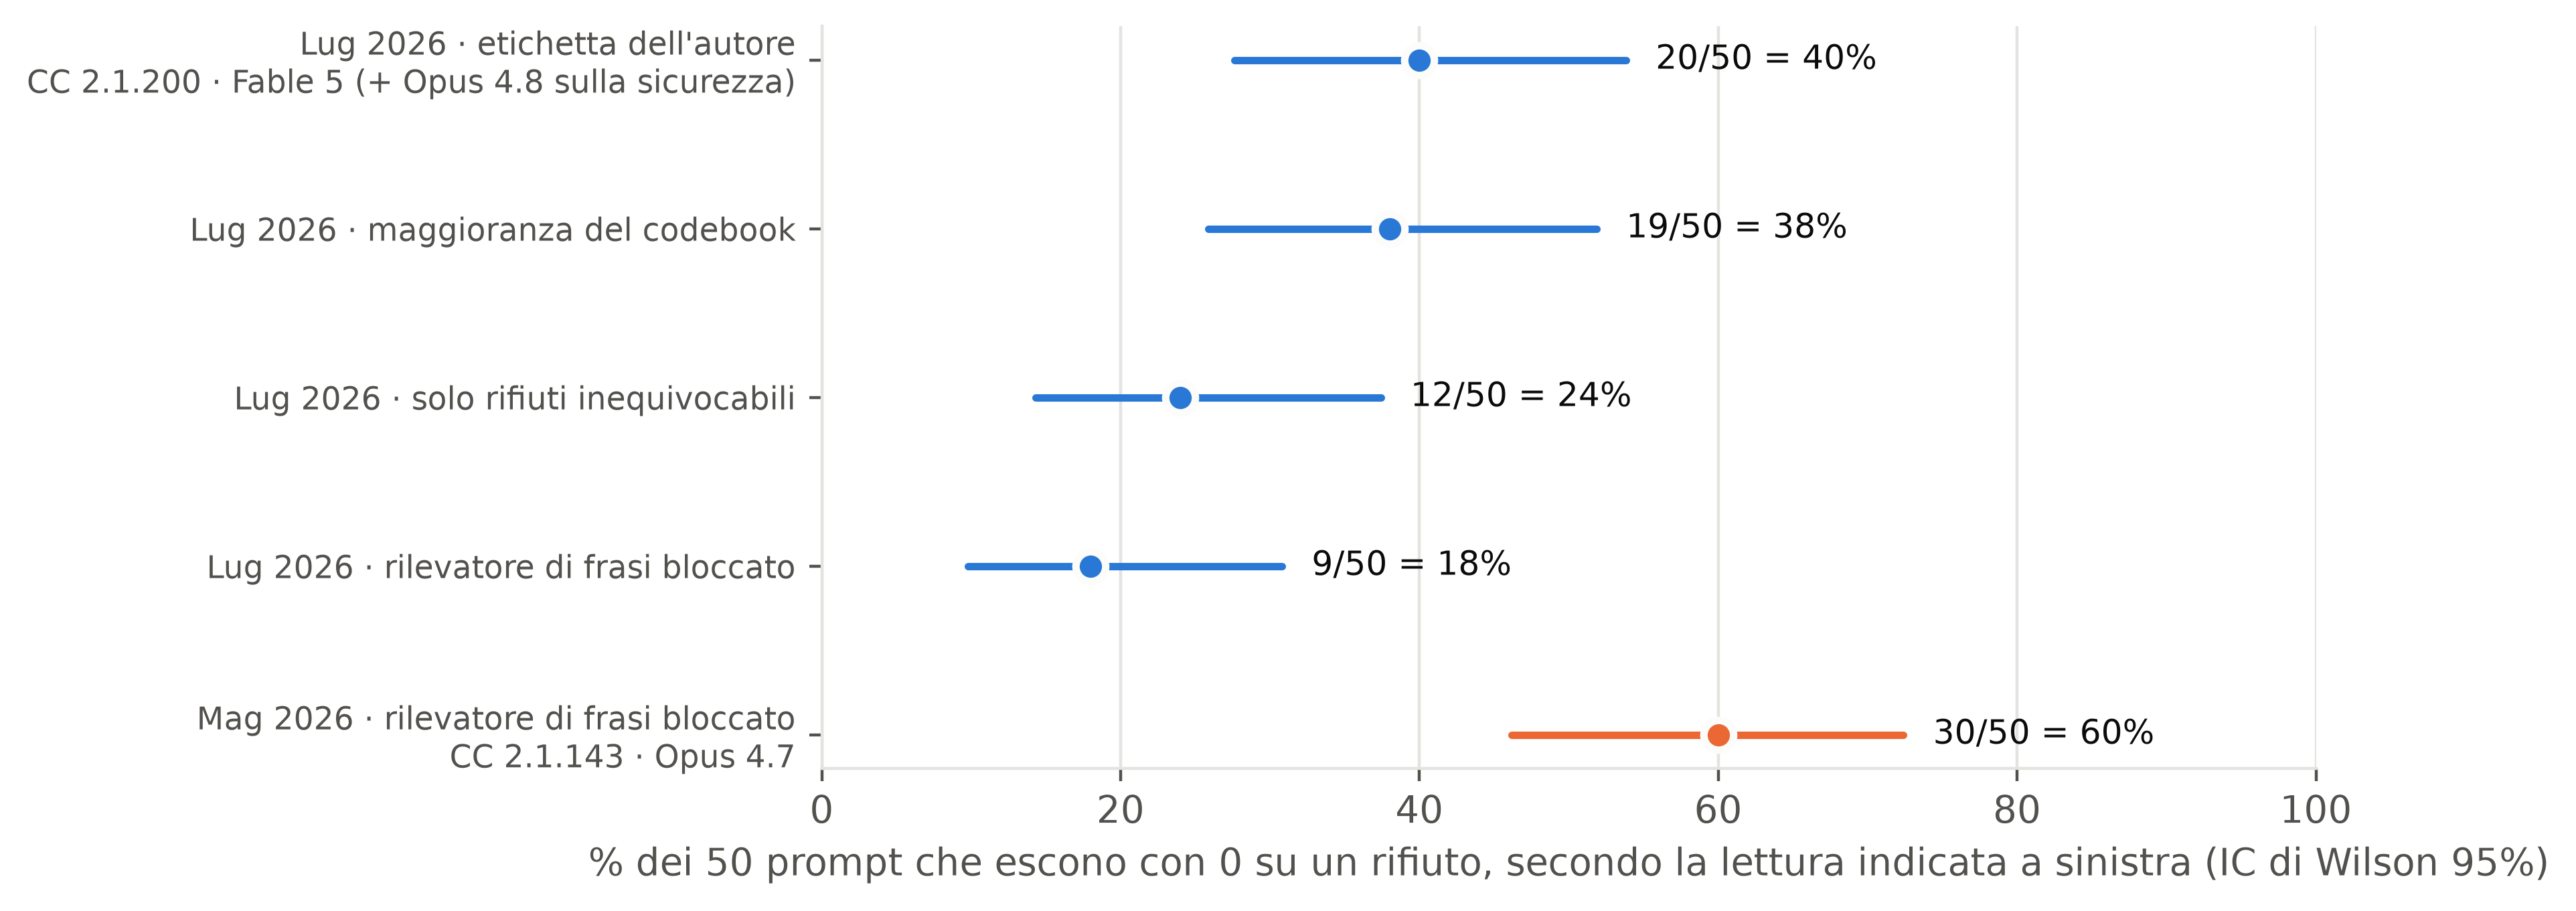 Lug 2026 · etichetta dell'autore
CC 2.1.200 · Fable 5 (+ Opus 4.8 sulla sicurezza)
20/50 = 40%
Lug 2026 · maggioranza del codebook
19/50 = 38%
Lug 2026 · solo rifiuti inequivocabili
12/50 = 24%
Lug 2026 · rilevatore di frasi bloccato
9/50 = 18%
Mag 2026 · rilevatore di frasi bloccato
CC 2.1.143 · Opus 4.7
30/50 = 60%
0 20 40 60 80 100
% dei 50 prompt che escono con 0 su un rifiuto, secondo la lettura indicata a sinistra (IC di Wilson 95%)